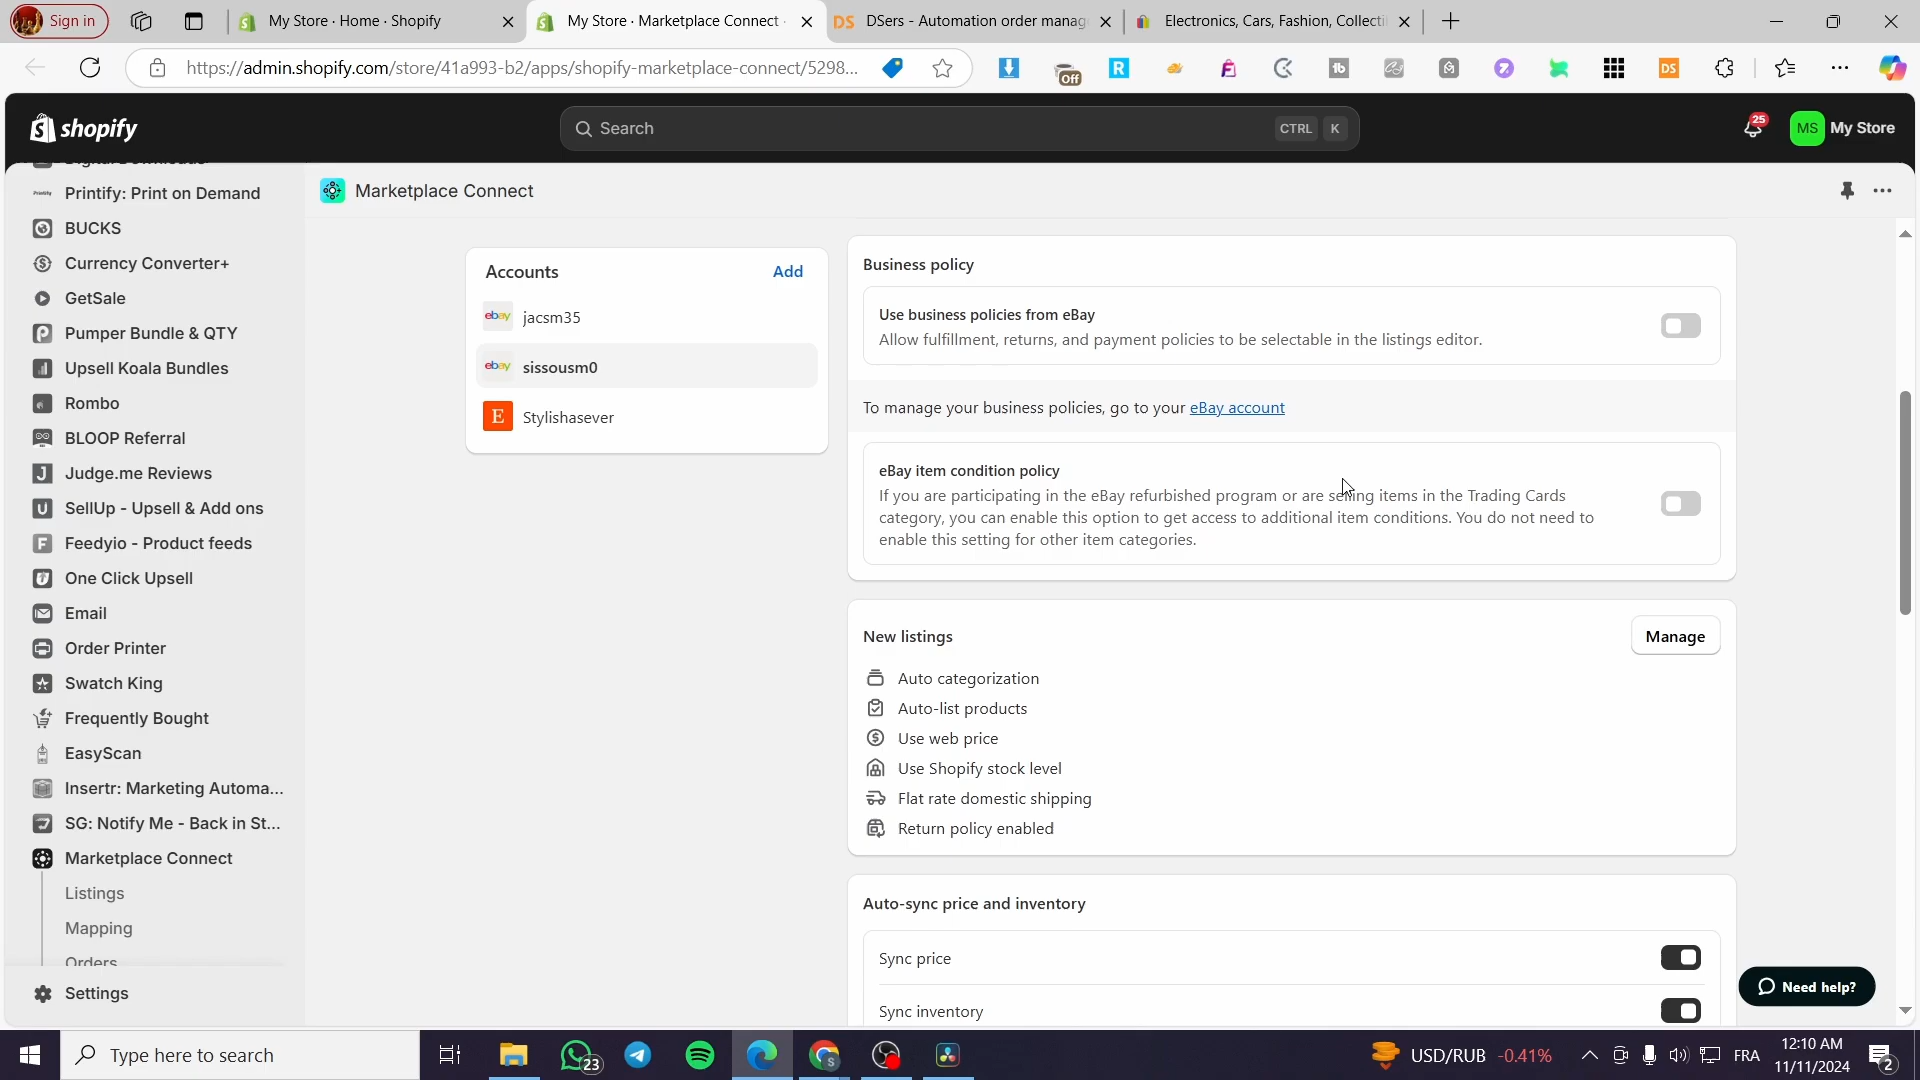 Sign in
My Store · Home · Shopify
My Store · Marketplace Connect ·
DSers - Automation order manag
Electronics, Cars, Fashion, Collecti
https://admin.shopify.com/store/41a993-b2/apps/shopify-marketplace-connect/5298...
Off
R
tb
DS
shopify
Search
CTRL K
25
MS
My Store
Printify: Print on Demand
BUCKS
Currency Converter+
GetSale
Pumper Bundle & QTY
Upsell Koala Bundles
Rombo
BLOOP Referral
Judge.me Reviews
SellUp - Upsell & Add ons
Feedyio - Product feeds
One Click Upsell
Email
Order Printer
Swatch King
Frequently Bought
EasyScan
Insertr: Marketing Automa...
SG: Notify Me - Back in St...
Marketplace Connect
Listings
Mapping
Orders
Settings
Marketplace Connect
Accounts
Add
ebay jacsm35
ebay sissousm0
E Stylishasever
Business policy
Use business policies from eBay
Allow fulfillment, returns, and payment policies to be selectable in the listings editor.
To manage your business policies, go to your eBay account
eBay item condition policy
If you are participating in the eBay refurbished program or are selling items in the Trading Cards
category, you can enable this option to get access to additional item conditions. You do not need to
enable this setting for other item categories.
New listings
Manage
Auto categorization
Auto-list products
Use web price
Use Shopify stock level
Flat rate domestic shipping
Return policy enabled
Auto-sync price and inventory
Sync price
Sync inventory
Need help?
Type here to search
23
USD/RUB -0.41%
FRA
12:10 AM
11/11/2024
2